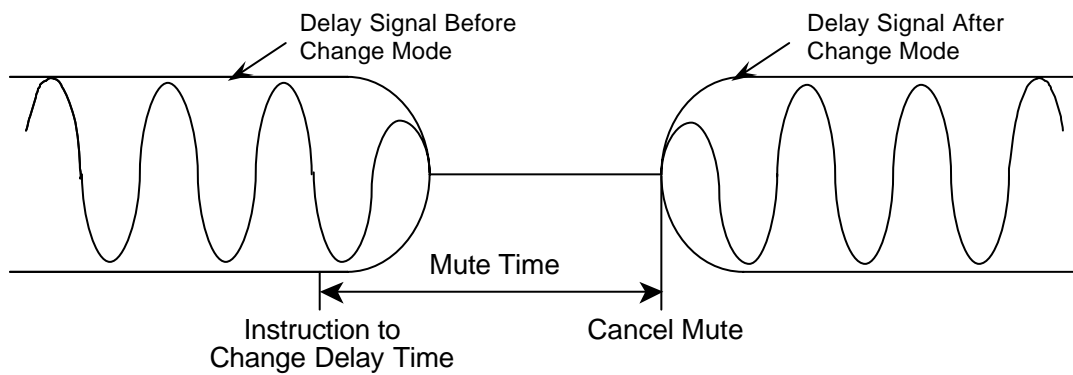 Delay Signal Before
Change Mode
Delay Signal After
Change Mode
Mute Time
Instruction to
Change Delay Time
Cancel Mute